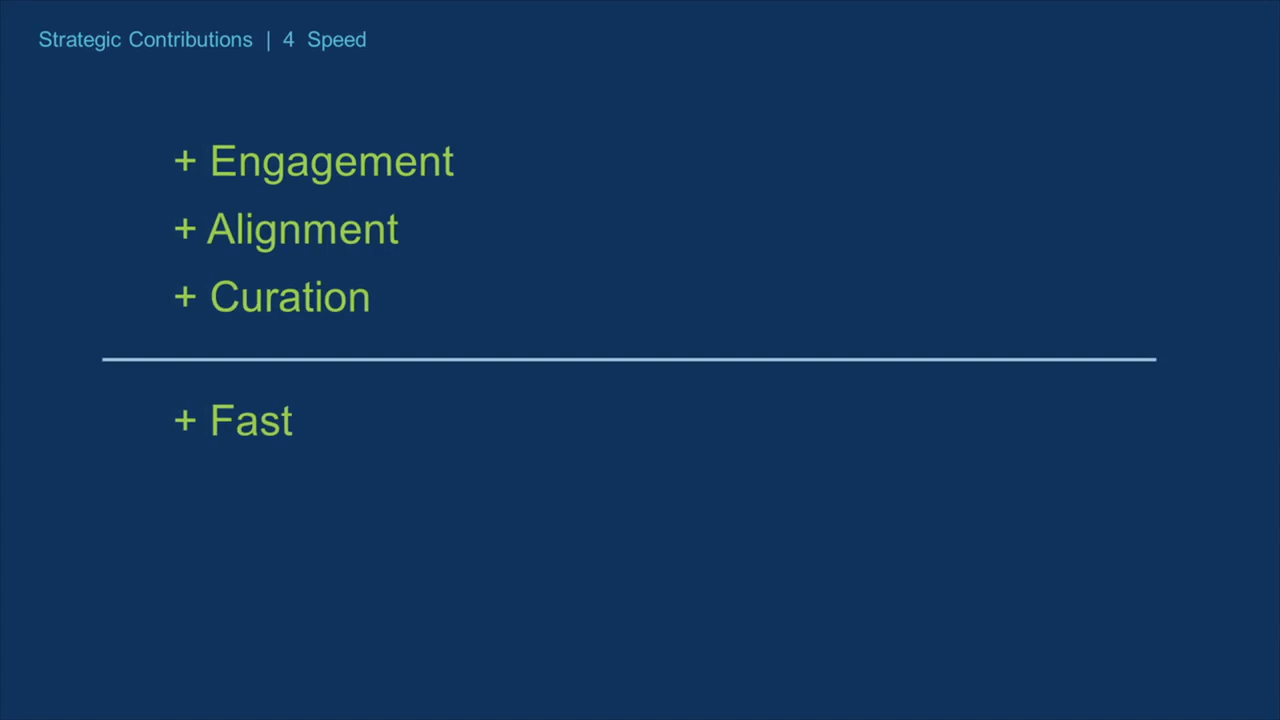 Strategic Contributions | 4 Speed
+ Engagement
+ Alignment
+ Curation
+ Fast